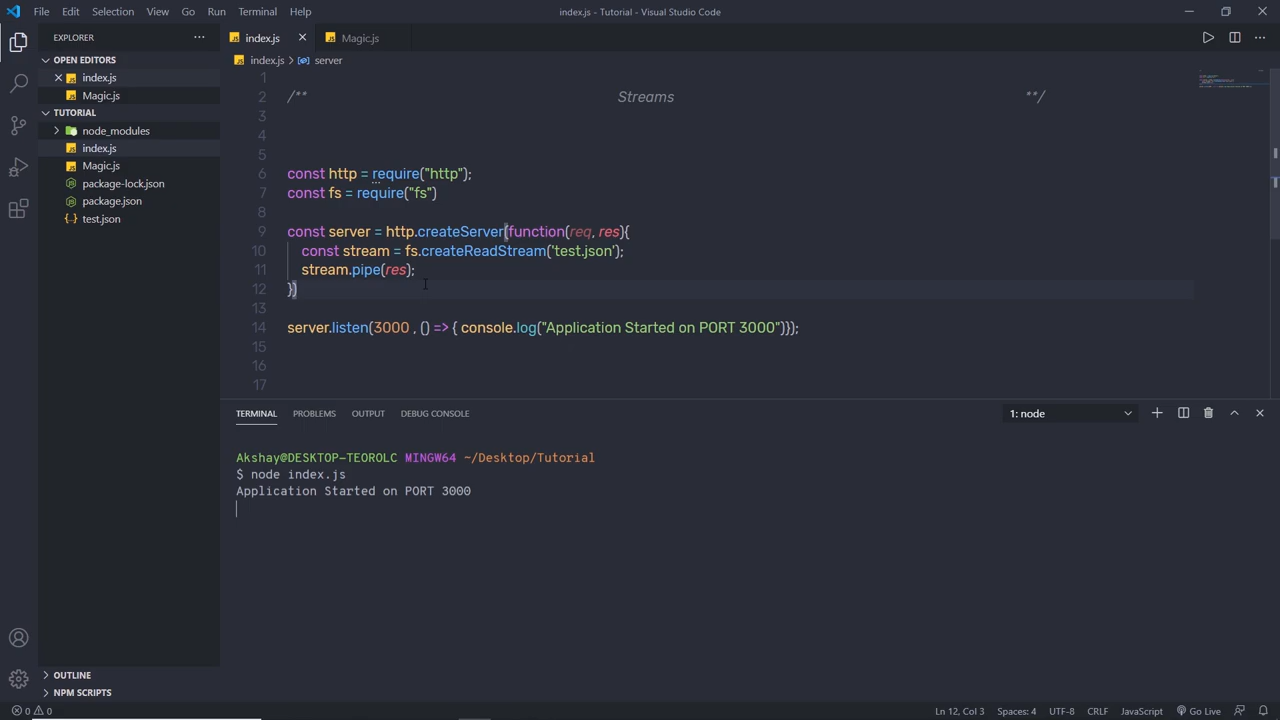 File Edit Selection View Go Run Terminal Help
index.js - Tutorial - Visual Studio Code
EXPLORER
OPEN EDITORS
index.js
Magic.js
TUTORIAL
node_modules
index.js
Magic.js
package-lock.json
package.json
test.json
OUTLINE
NPM SCRIPTS
index.js
Magic.js
index.js > server
1
2 /** Streams **/
3
4
5
6 const http = require("http");
7 const fs = require("fs")
8
9 const server = http.createServer(function(req, res){
10 const stream = fs.createReadStream('test.json');
11 stream.pipe(res);
12 })
13
14 server.listen(3000 , () => { console.log("Application Started on PORT 3000")});
15
16
17
TERMINAL PROBLEMS OUTPUT DEBUG CONSOLE
1: node
Akshay@DESKTOP-TEOROLC MINGW64 ~/Desktop/Tutorial
$ node index.js
Application Started on PORT 3000
0 0
Ln 12, Col 3 Spaces: 4 UTF-8 CRLF JavaScript Go Live